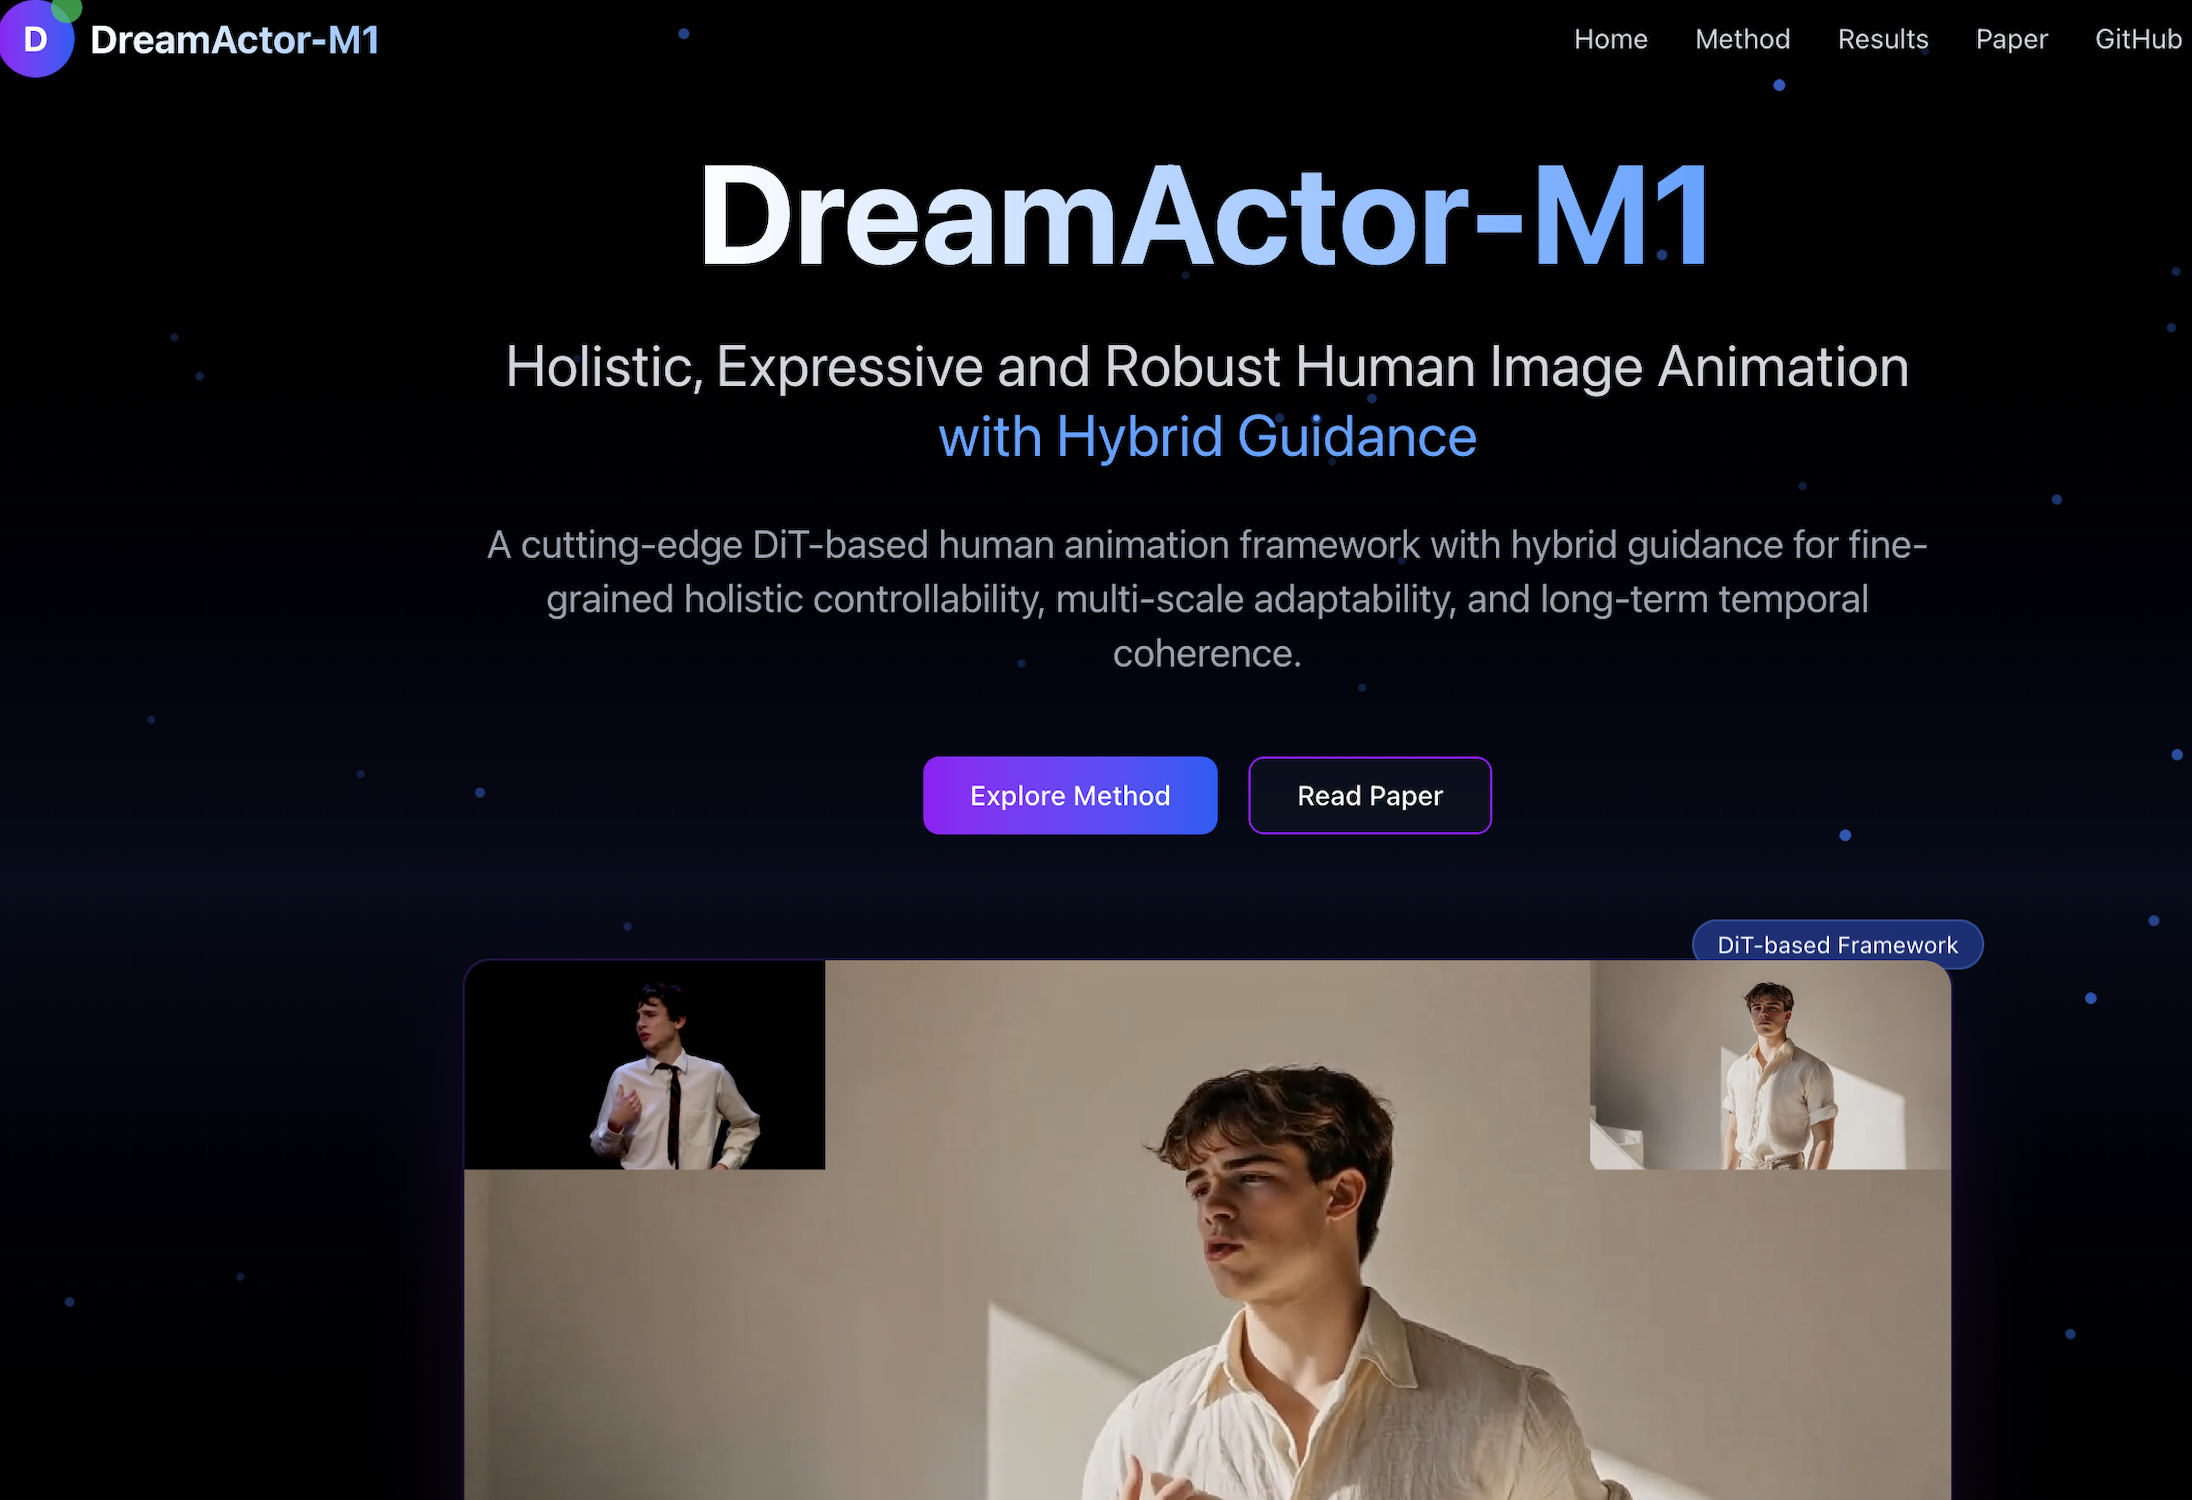 D
DreamActor-M1
Home
Method
Results
Paper
GitHub
DreamActor-M1
Holistic, Expressive and Robust Human Image Animation
with Hybrid Guidance
A cutting-edge DiT-based human animation framework with hybrid guidance for fine-
grained holistic controllability, multi-scale adaptability, and long-term temporal
coherence.
Explore Method
Read Paper
DiT-based Framework